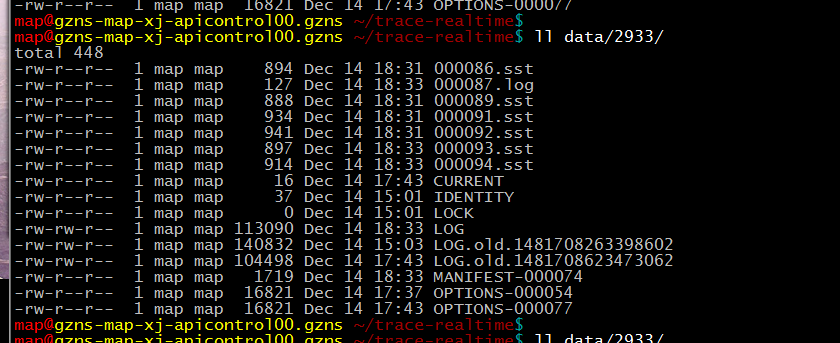 -rw-r--r--  1 map map  16821 Dec 14 17:43 OPTIONS-000077
map@gzns-map-xj-apicontrol00.gzns ~/trace-realtime$
map@gzns-map-xj-apicontrol00.gzns ~/trace-realtime$ ll data/2933/
total 448
-rw-r--r--  1 map map    894 Dec 14 18:31 000086.sst
-rw-r--r--  1 map map    127 Dec 14 18:33 000087.log
-rw-r--r--  1 map map    888 Dec 14 18:31 000089.sst
-rw-r--r--  1 map map    934 Dec 14 18:31 000091.sst
-rw-r--r--  1 map map    941 Dec 14 18:31 000092.sst
-rw-r--r--  1 map map    897 Dec 14 18:33 000093.sst
-rw-r--r--  1 map map    914 Dec 14 18:33 000094.sst
-rw-r--r--  1 map map     16 Dec 14 17:43 CURRENT
-rw-r--r--  1 map map     37 Dec 14 15:01 IDENTITY
-rw-r--r--  1 map map      0 Dec 14 15:01 LOCK
-rw-rw-r--  1 map map 113090 Dec 14 18:33 LOG
-rw-rw-r--  1 map map 140832 Dec 14 15:03 LOG.old.1481708263398602
-rw-rw-r--  1 map map 104498 Dec 14 17:43 LOG.old.1481708623473062
-rw-r--r--  1 map map   1719 Dec 14 18:33 MANIFEST-000074
-rw-r--r--  1 map map  16821 Dec 14 17:37 OPTIONS-000054
-rw-r--r--  1 map map  16821 Dec 14 17:43 OPTIONS-000077
map@gzns-map-xj-apicontrol00.gzns ~/trace-realtime$
map@gzns-map-xj-apicontrol00.gzns ~/trace-realtime$ ll data/2933/